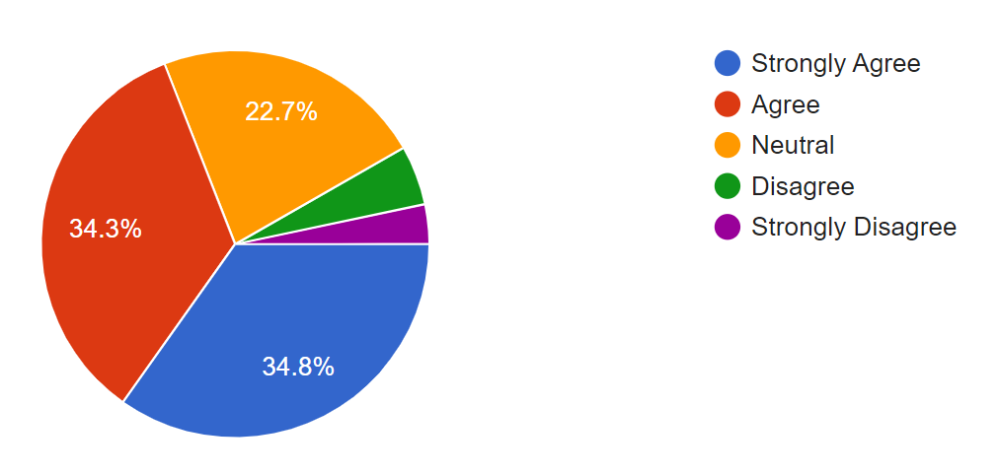 22.7%
34.3%
34.8%
Strongly Agree
Agree
Neutral
Disagree
Strongly Disagree